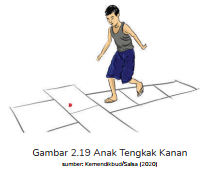 Gambar 2.19 Anak Tengkak Kanan
sumber: Kemendikbud/Salsa (2020)